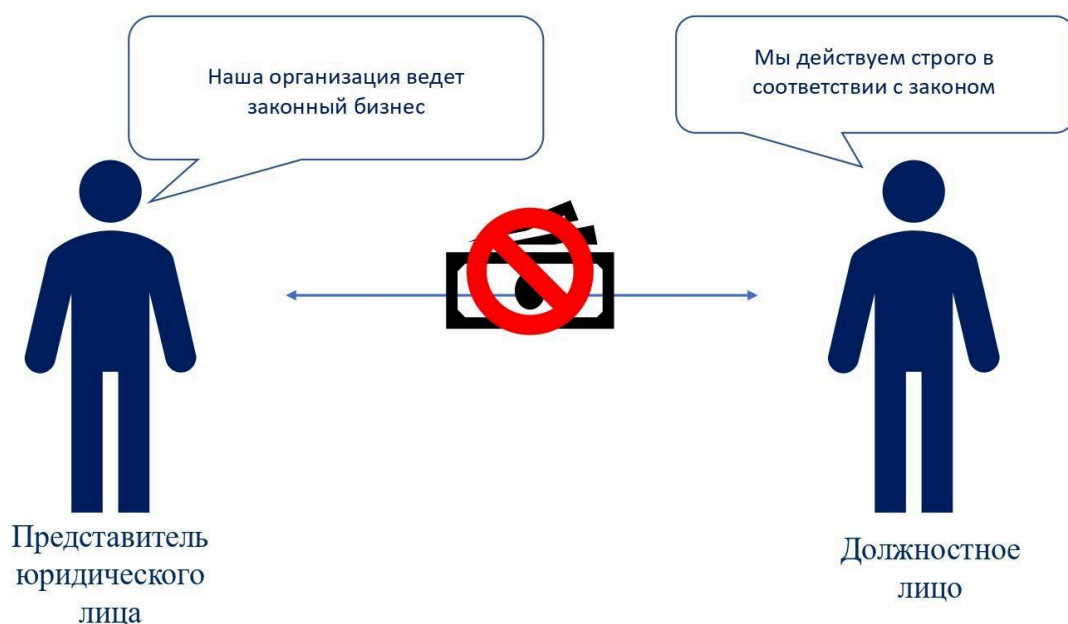 Наша организация ведет
законный бизнес
Мы действуем строго в
соответствии с законом
Представитель
юридического
лица
Должностное
лицо